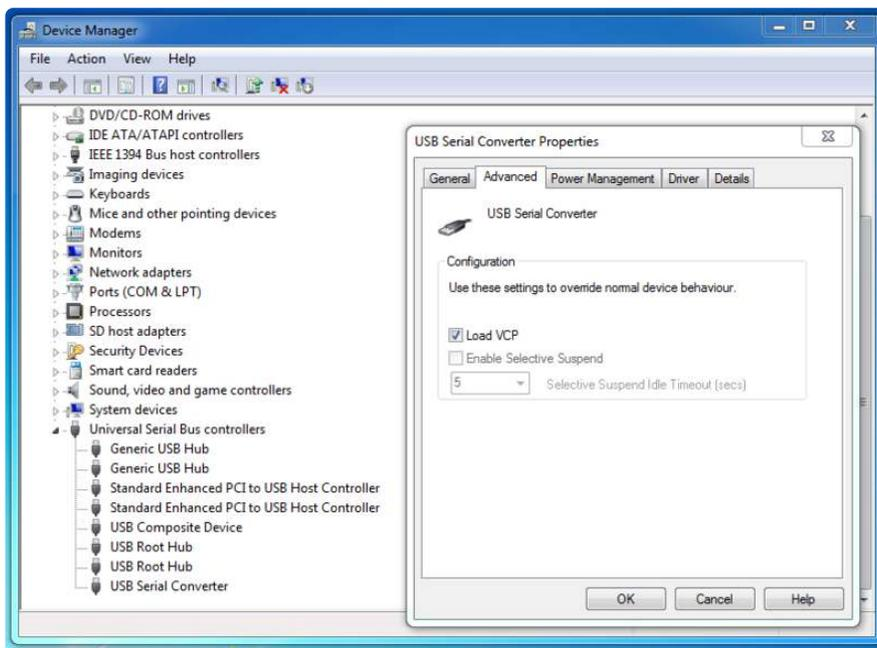 Device Manager
File Action View Help
DVD/CD-ROM drives
IDE ATA/ATAPI controllers
IEEE 1394 Bus host controllers
Imaging devices
Keyboards
Mice and other pointing devices
Modems
Monitors
Network adapters
Ports (COM & LPT)
Processors
SD host adapters
Security Devices
Smart card readers
Sound, video and game controllers
System devices
Universal Serial Bus controllers
Generic USB Hub
Generic USB Hub
Standard Enhanced PCI to USB Host Controller
Standard Enhanced PCI to USB Host Controller
USB Composite Device
USB Root Hub
USB Root Hub
USB Serial Converter
USB Serial Converter Properties
General Advanced Power Management Driver Details
USB Serial Converter
Configuration
Use these settings to override normal device behaviour.
Load VCP
Enable Selective Suspend
5 Selective Suspend Idle Timeout (secs)
OK Cancel Help